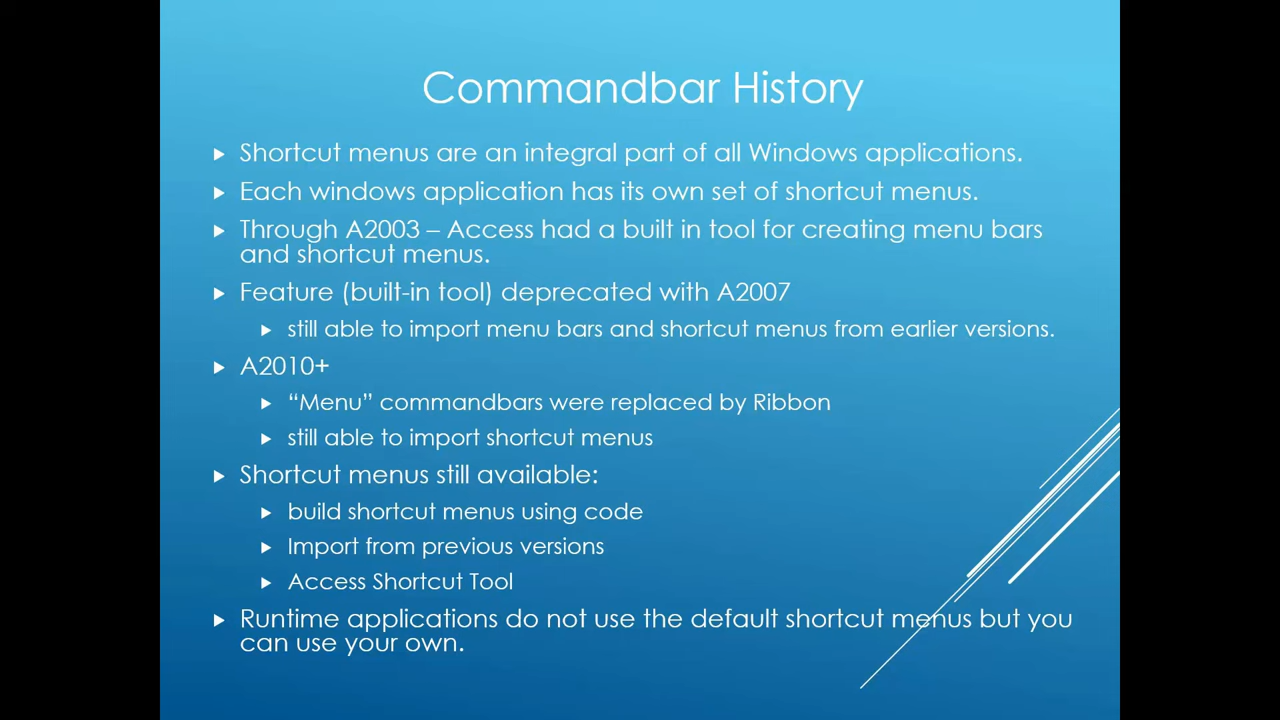 Commandbar History
Shortcut menus are an integral part of all Windows applications.
Each windows application has its own set of shortcut menus.
Through A2003 – Access had a built in tool for creating menu bars
and shortcut menus.
Feature (built-in tool) deprecated with A2007
still able to import menu bars and shortcut menus from earlier versions.
A2010+
“Menu” commandbars were replaced by Ribbon
still able to import shortcut menus
Shortcut menus still available:
build shortcut menus using code
Import from previous versions
Access Shortcut Tool
Runtime applications do not use the default shortcut menus but you
can use your own.